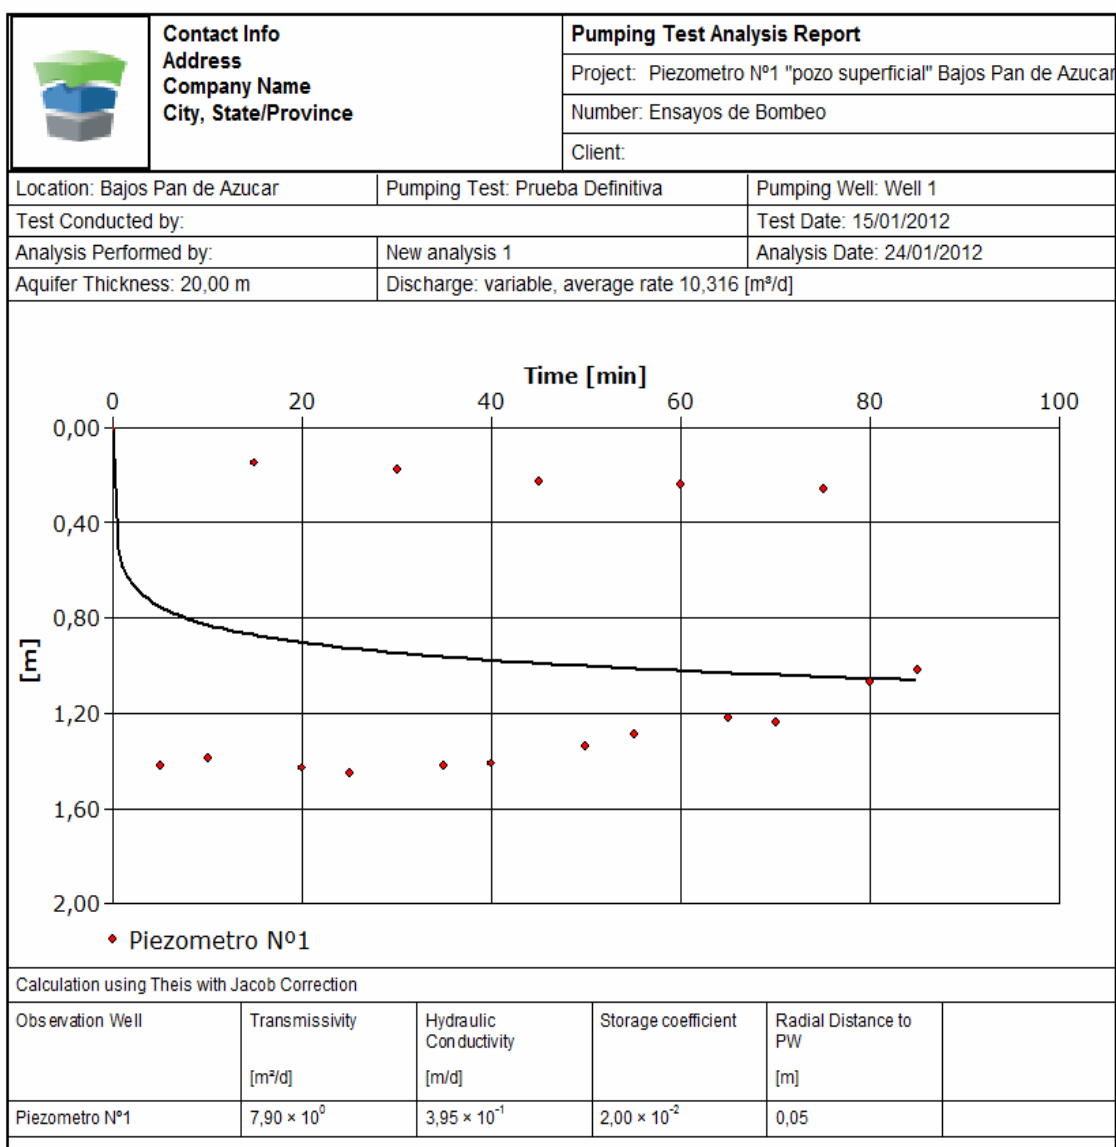 Contact Info
Address
Company Name
City, State/Province
Pumping Test Analysis Report
Project: Piezometro Nº1 "pozo superficial" Bajos Pan de Azucar
Number: Ensayos de Bombeo
Client:
Location: Bajos Pan de Azucar
Pumping Test: Prueba Definitiva
Pumping Well: Well 1
Test Conducted by:
Test Date: 15/01/2012
Analysis Performed by:
New analysis 1
Analysis Date: 24/01/2012
Aquifer Thickness: 20,00 m
Discharge: variable, average rate 10,316 [m³/d]
Time [min]
0 20 40 60 80 100
0,00
0,40
0,80
1,20
1,60
2,00
[m]
Piezometro Nº1
Calculation using Theis with Jacob Correction
Observation Well
Transmissivity
[m²/d]
Hydraulic
Conductivity
[m/d]
Storage coefficient
Radial Distance to
PW
[m]
Piezometro Nº1 7,90 × 10⁰ 3,95 × 10⁻¹ 2,00 × 10⁻² 0,05